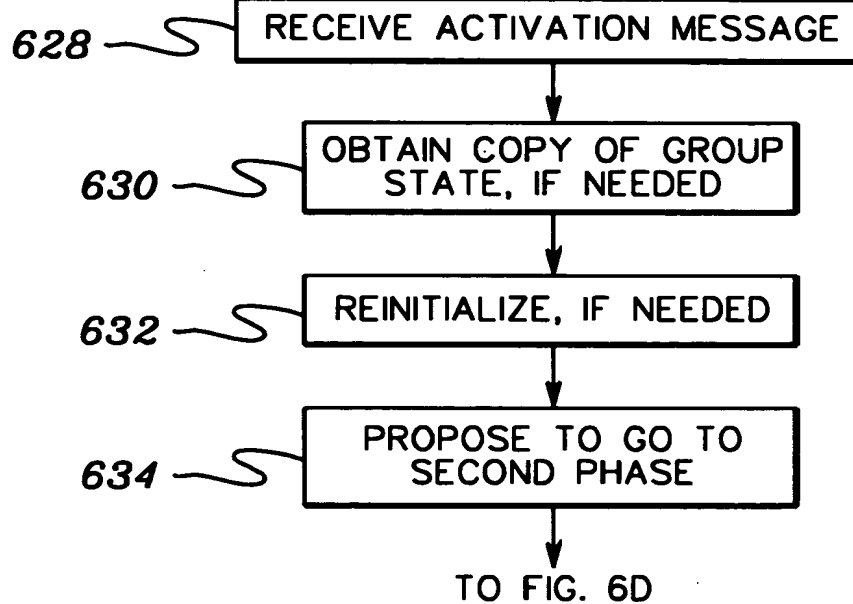 628 RECEIVE ACTIVATION MESSAGE
630 OBTAIN COPY OF GROUP
STATE, IF NEEDED
632 REINITIALIZE, IF NEEDED
634 PROPOSE TO GO TO
SECOND PHASE
TO FIG. 6D